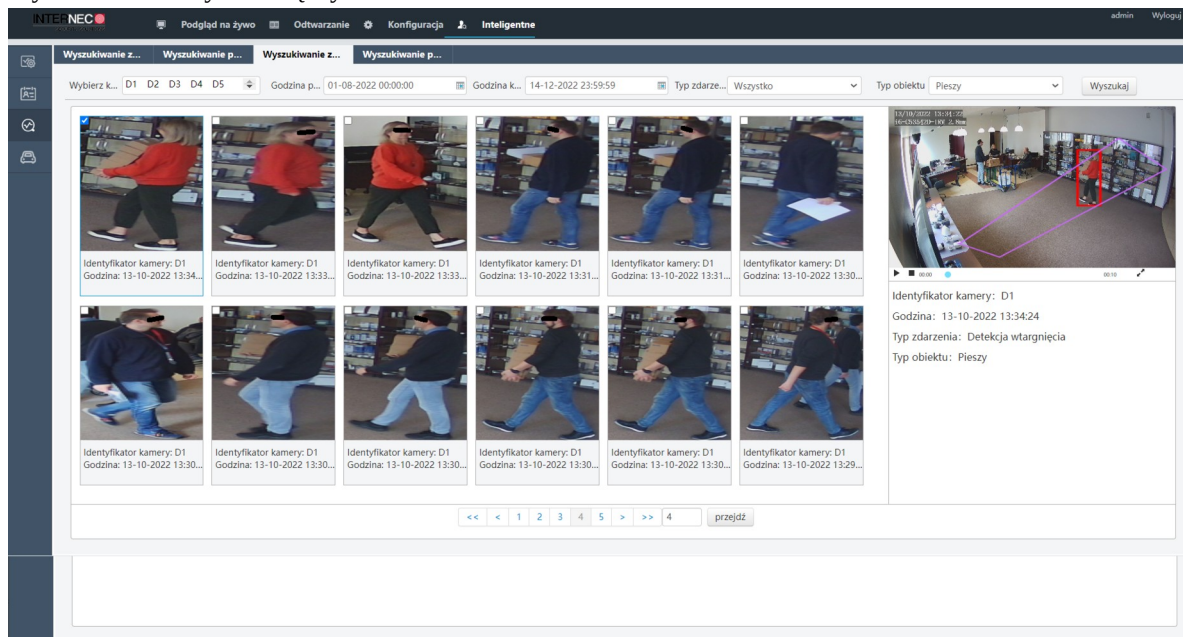 INTERNEC
Podgląd na żywo Odtwarzanie Konfiguracja Inteligentne
admin Wyloguj
Wyszukiwanie z... Wyszukiwanie p... Wyszukiwanie z... Wyszukiwanie p...
Wybierz k... D1 D2 D3 D4 D5 Godzina p... 01-08-2022 00:00:00 Godzina k... 14-12-2022 23:59:59 Typ zdarze... Wszystko Typ obiektu Pieszy Wyszukaj
Identyfikator kamery: D1
Godzina: 13-10-2022 13:34...
Identyfikator kamery: D1
Godzina: 13-10-2022 13:33...
Identyfikator kamery: D1
Godzina: 13-10-2022 13:33...
Identyfikator kamery: D1
Godzina: 13-10-2022 13:31...
Identyfikator kamery: D1
Godzina: 13-10-2022 13:31...
Identyfikator kamery: D1
Godzina: 13-10-2022 13:30...
Identyfikator kamery: D1
Godzina: 13-10-2022 13:30...
Identyfikator kamery: D1
Godzina: 13-10-2022 13:30...
Identyfikator kamery: D1
Godzina: 13-10-2022 13:30...
Identyfikator kamery: D1
Godzina: 13-10-2022 13:30...
Identyfikator kamery: D1
Godzina: 13-10-2022 13:30...
Identyfikator kamery: D1
Godzina: 13-10-2022 13:29...
13/10/2022 13:34:22
00:00 00:10
Identyfikator kamery: D1
Godzina: 13-10-2022 13:34:24
Typ zdarzenia: Detekcja wtargnięcia
Typ obiektu: Pieszy
<< < 1 2 3 4 5 > >> 4 przejdź